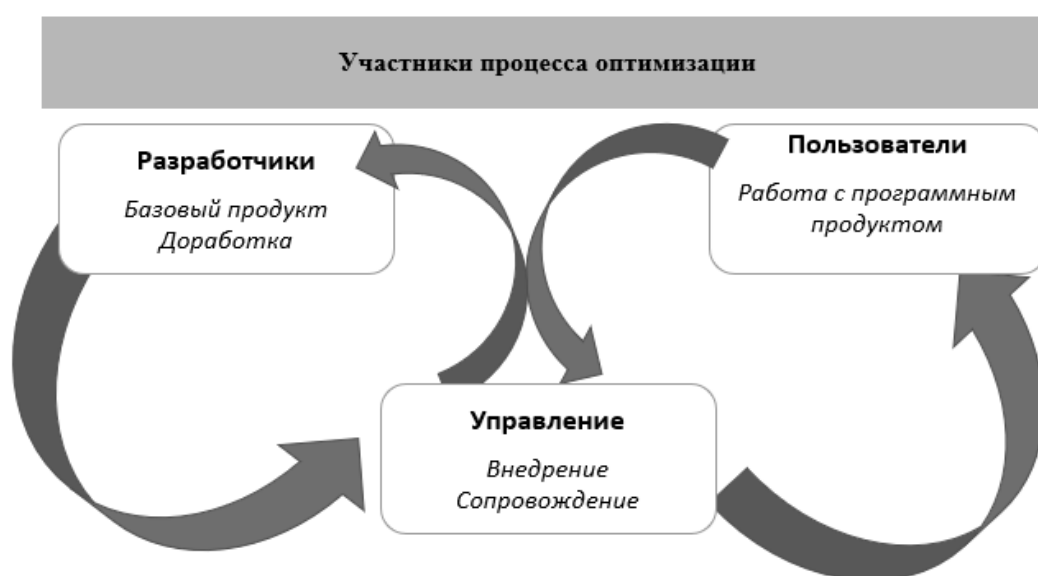 Участники процесса оптимизации
Разработчики
Базовый продукт
Доработка
Пользователи
Работа с программным
продуктом
Управление
Внедрение
Сопровождение